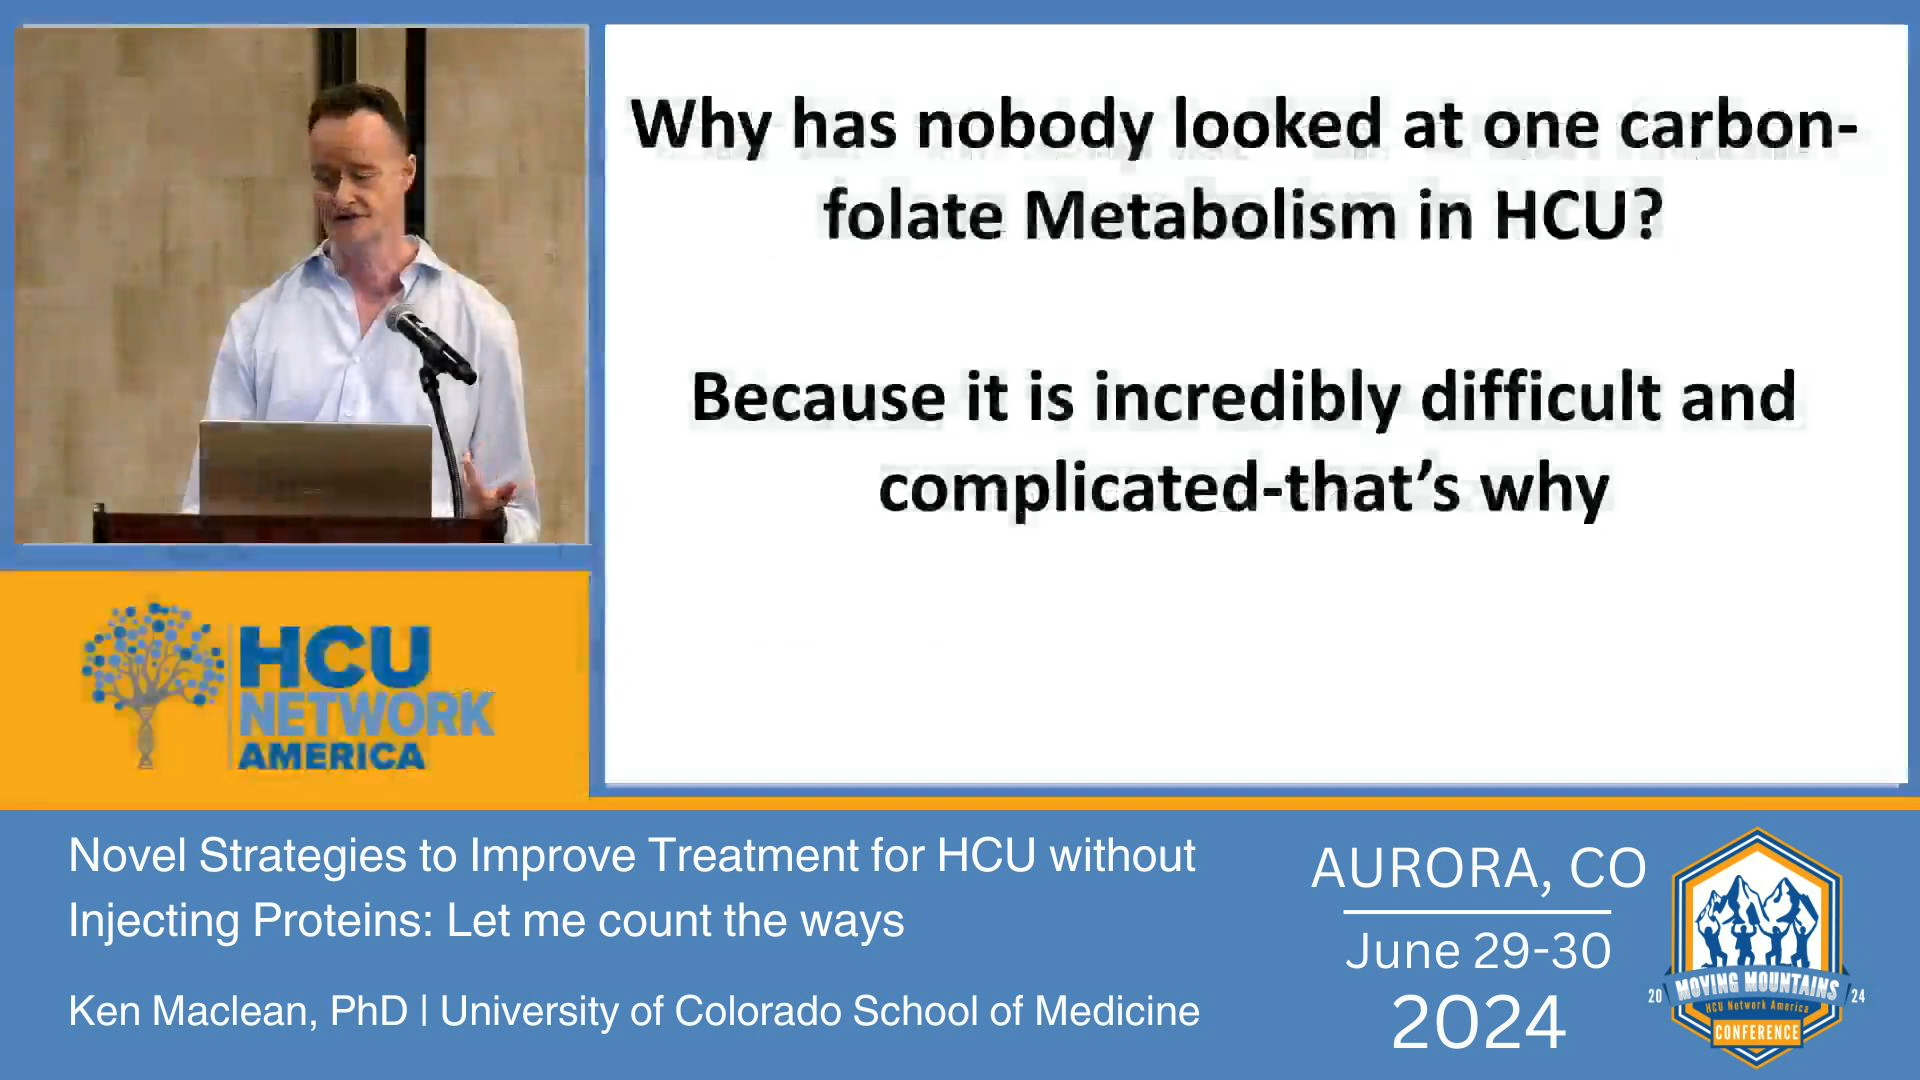 Why has nobody looked at one carbon-
folate Metabolism in HCU?
Because it is incredibly difficult and
complicated-that's why
HCU
NETWORK
AMERICA
Novel Strategies to Improve Treatment for HCU without
Injecting Proteins: Let me count the ways
Ken Maclean, PhD | University of Colorado School of Medicine
AURORA, CO
June 29-30
2024
20 MOVING MOUNTAINS 24
HCU Network America
CONFERENCE